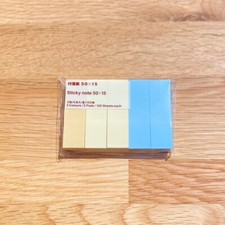 付箋紙 50×15
Sticky note 50・15
2 Colours / 5 Pads / 100 Sheets each